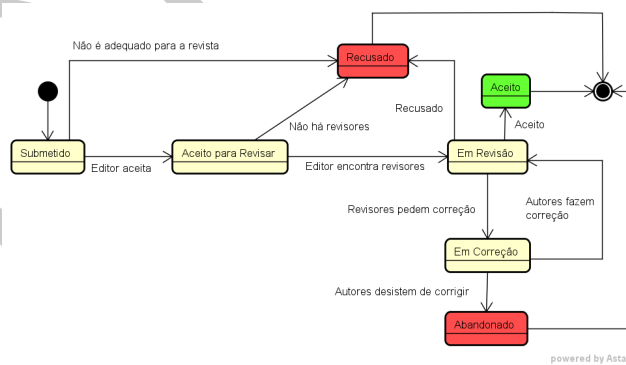 Não é adequado para a revista
Recusado
Aceito
Recusado
Não há revisores
Aceito
Submetido
Aceito para Revisar
Em Revisão
Editor aceita
Editor encontra revisores
Autores fazem
correção
Revisores pedem correção
Em Correção
Autores desistem de corrigir
Abandonado
powered by Asta